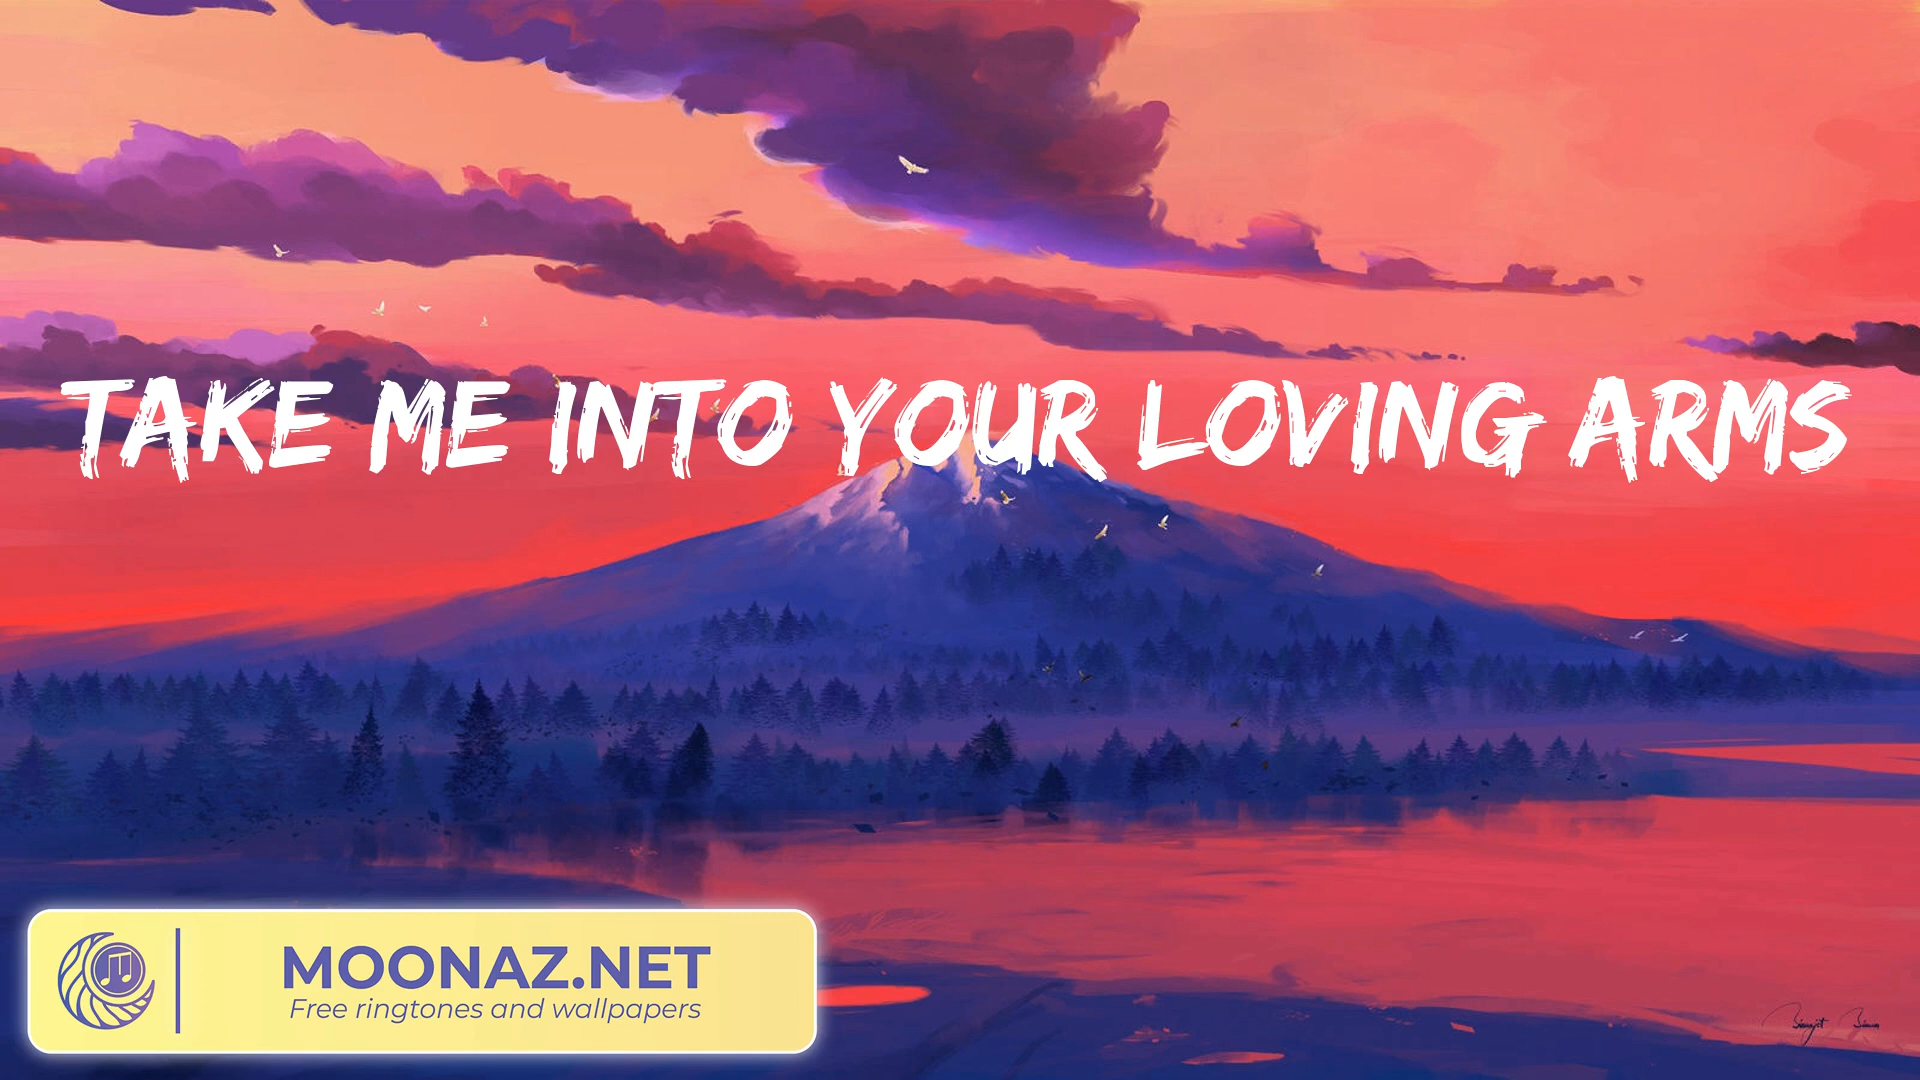 TAKE ME INTO YOUR LOVING ARMS
MOONAZ.NET
Free ringtones and wallpapers